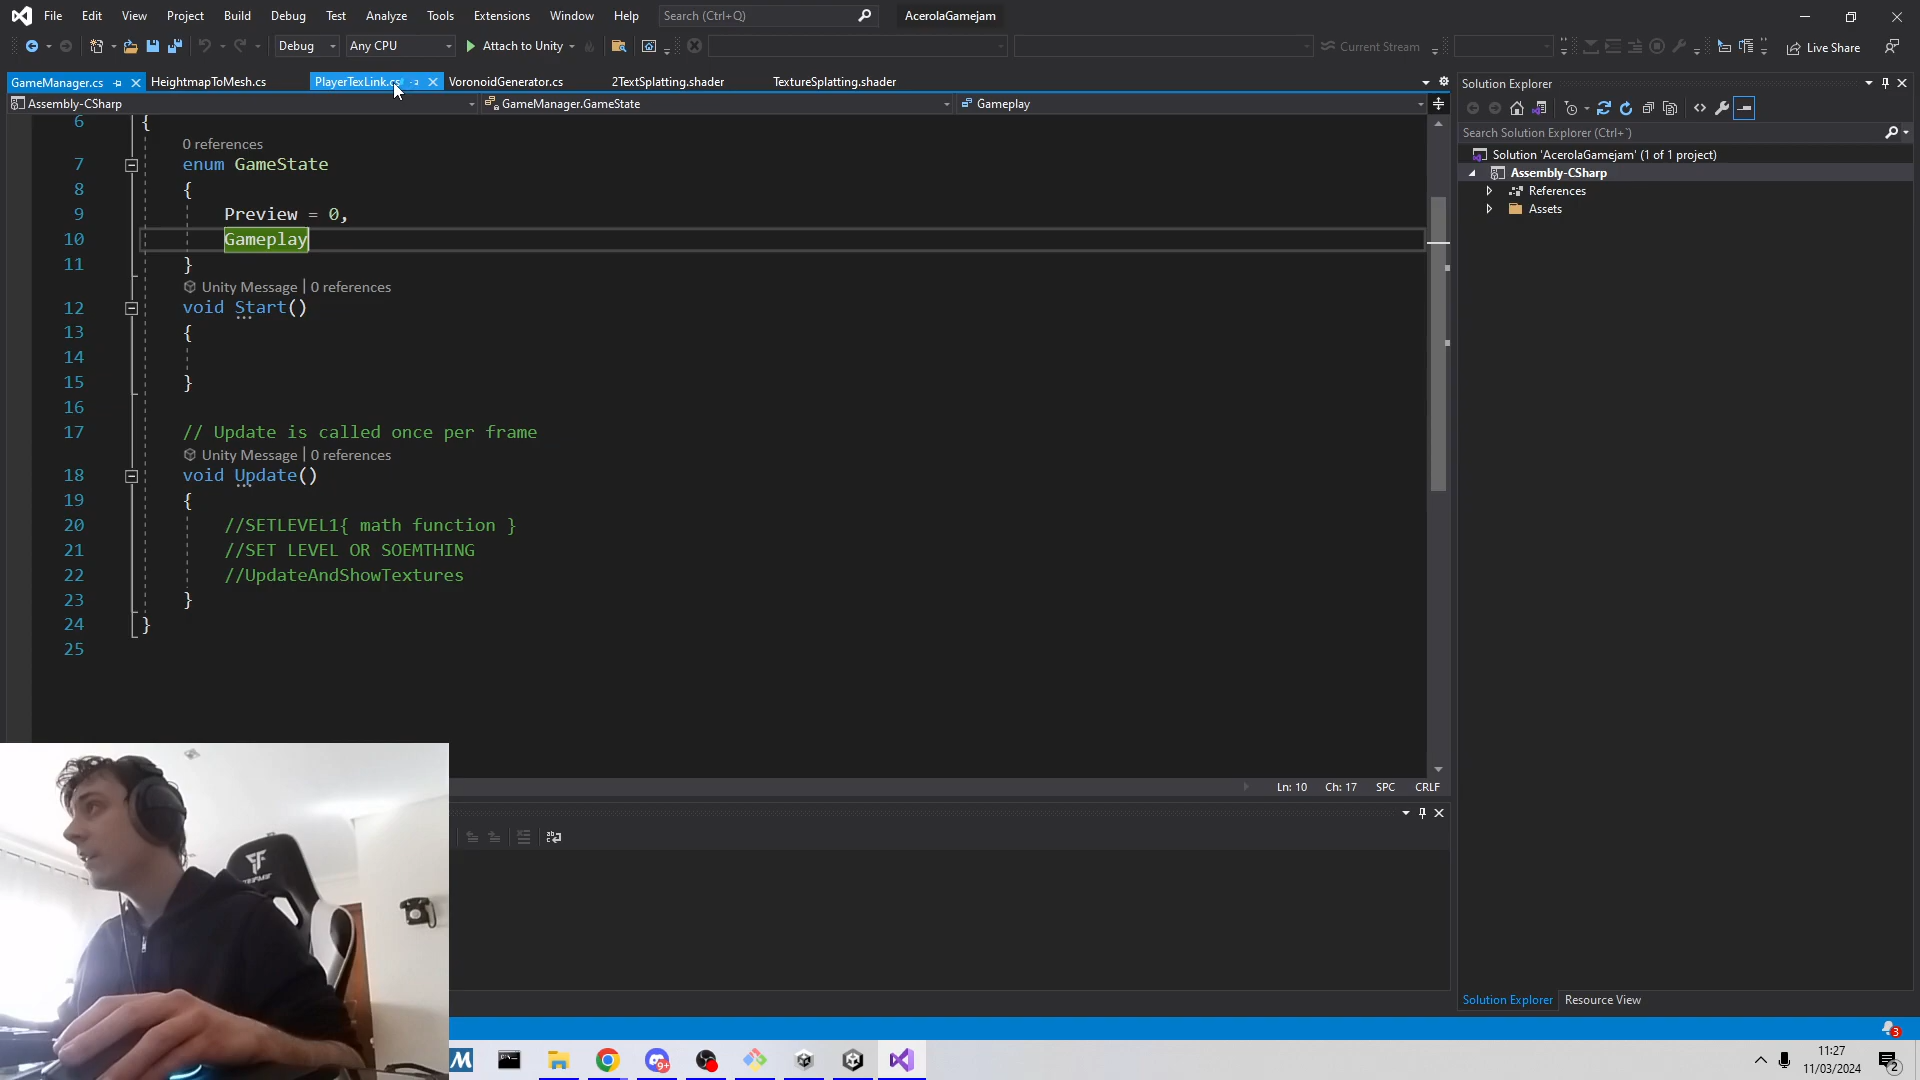 File Edit View Project Build Debug Test Analyze Tools Extensions Window Help Search (Ctrl+Q) AcerolaGamejam
Debug Any CPU Attach to Unity Current Stream Live Share
GameManager.cs HeightmapToMesh.cs PlayerTexLink.cs VoronoidGenerator.cs 2TextSplatting.shader TextureSplatting.shader
Assembly-CSharp GameManager.GameState Gameplay
6 {
0 references
7 enum GameState
8 {
9 Preview = 0,
10 Gameplay
11 }
Unity Message | 0 references
12 void Start()
13 {
14
15 }
16
17 // Update is called once per frame
Unity Message | 0 references
18 void Update()
19 {
20 //SETLEVEL1{ math function }
21 //SET LEVEL OR SOEMTHING
22 //UpdateAndShowTextures
23 }
24 }
25
Ln: 10 Ch: 17 SPC CRLF
Solution Explorer
Search Solution Explorer (Ctrl+¨)
Solution 'AcerolaGamejam' (1 of 1 project)
Assembly-CSharp
References
Assets
Solution Explorer Resource View
3
9+
11:27
11/03/2024
2